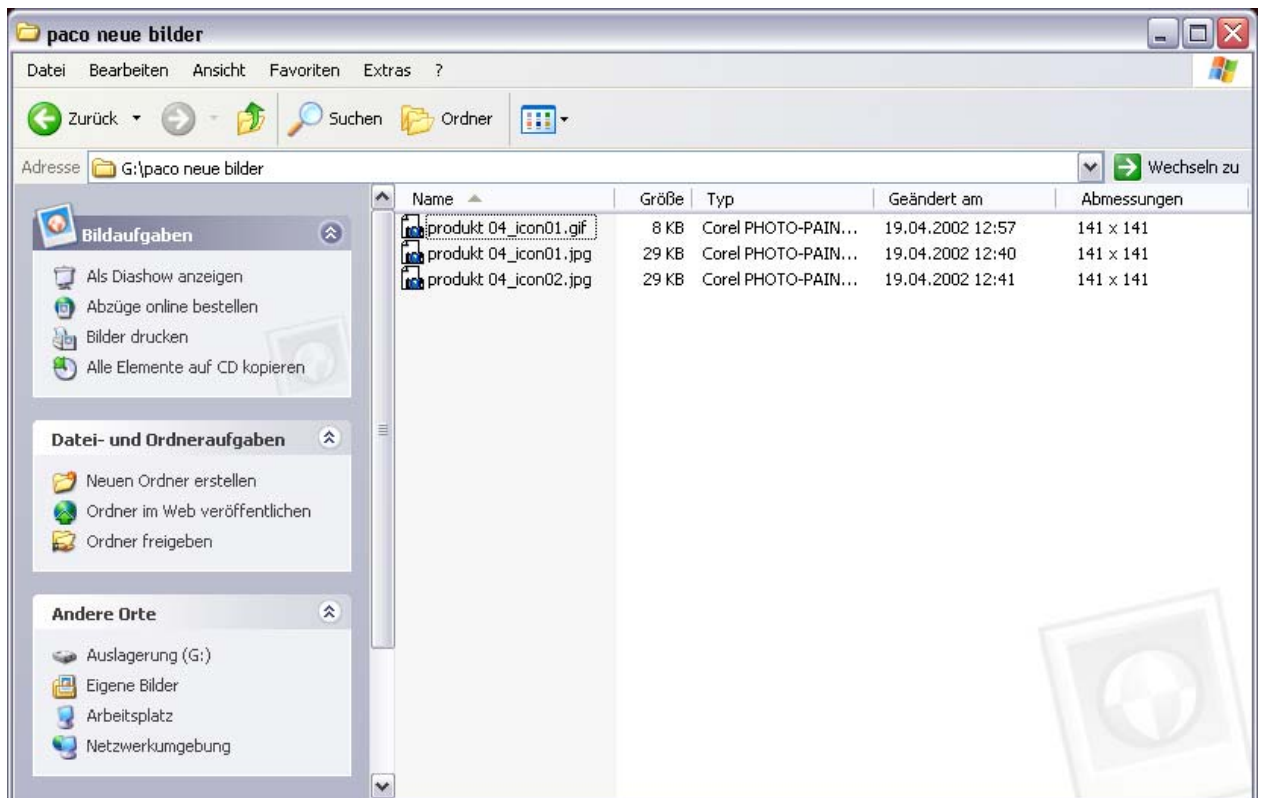 paco neue bilder
Datei Bearbeiten Ansicht Favoriten Extras ?
Zurück Suchen Ordner
Adresse G:\paco neue bilder Wechseln zu
Name Größe Typ Geändert am Abmessungen
produkt 04_icon01.gif 8 KB Corel PHOTO-PAIN... 19.04.2002 12:57 141 x 141
produkt 04_icon01.jpg 29 KB Corel PHOTO-PAIN... 19.04.2002 12:40 141 x 141
produkt 04_icon02.jpg 29 KB Corel PHOTO-PAIN... 19.04.2002 12:41 141 x 141
Bildaufgaben
Als Diashow anzeigen
Abzüge online bestellen
Bilder drucken
Alle Elemente auf CD kopieren
Datei- und Ordneraufgaben
Neuen Ordner erstellen
Ordner im Web veröffentlichen
Ordner freigeben
Andere Orte
Auslagerung (G:)
Eigene Bilder
Arbeitsplatz
Netzwerkumgebung